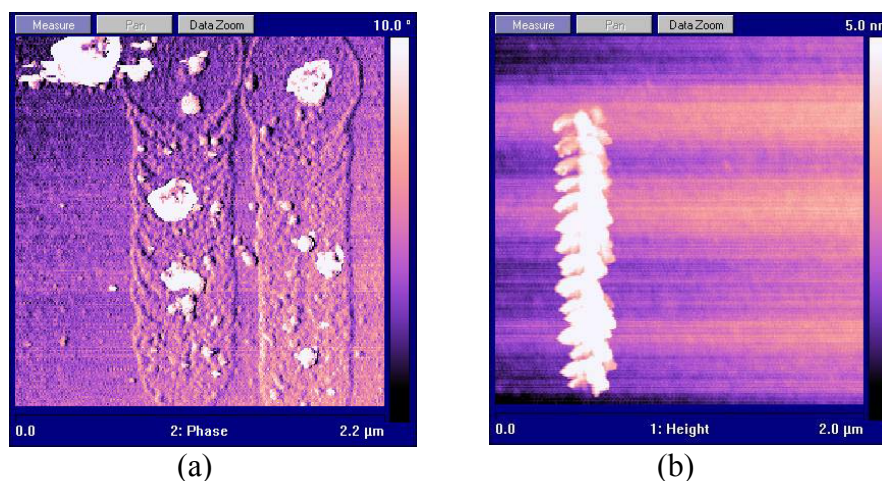 Measure Pan Data Zoom 10.0 °
0.0 2: Phase 2.2 µm
(a)
Measure Pan Data Zoom 5.0 nm
0.0 1: Height 2.0 µm
(b)